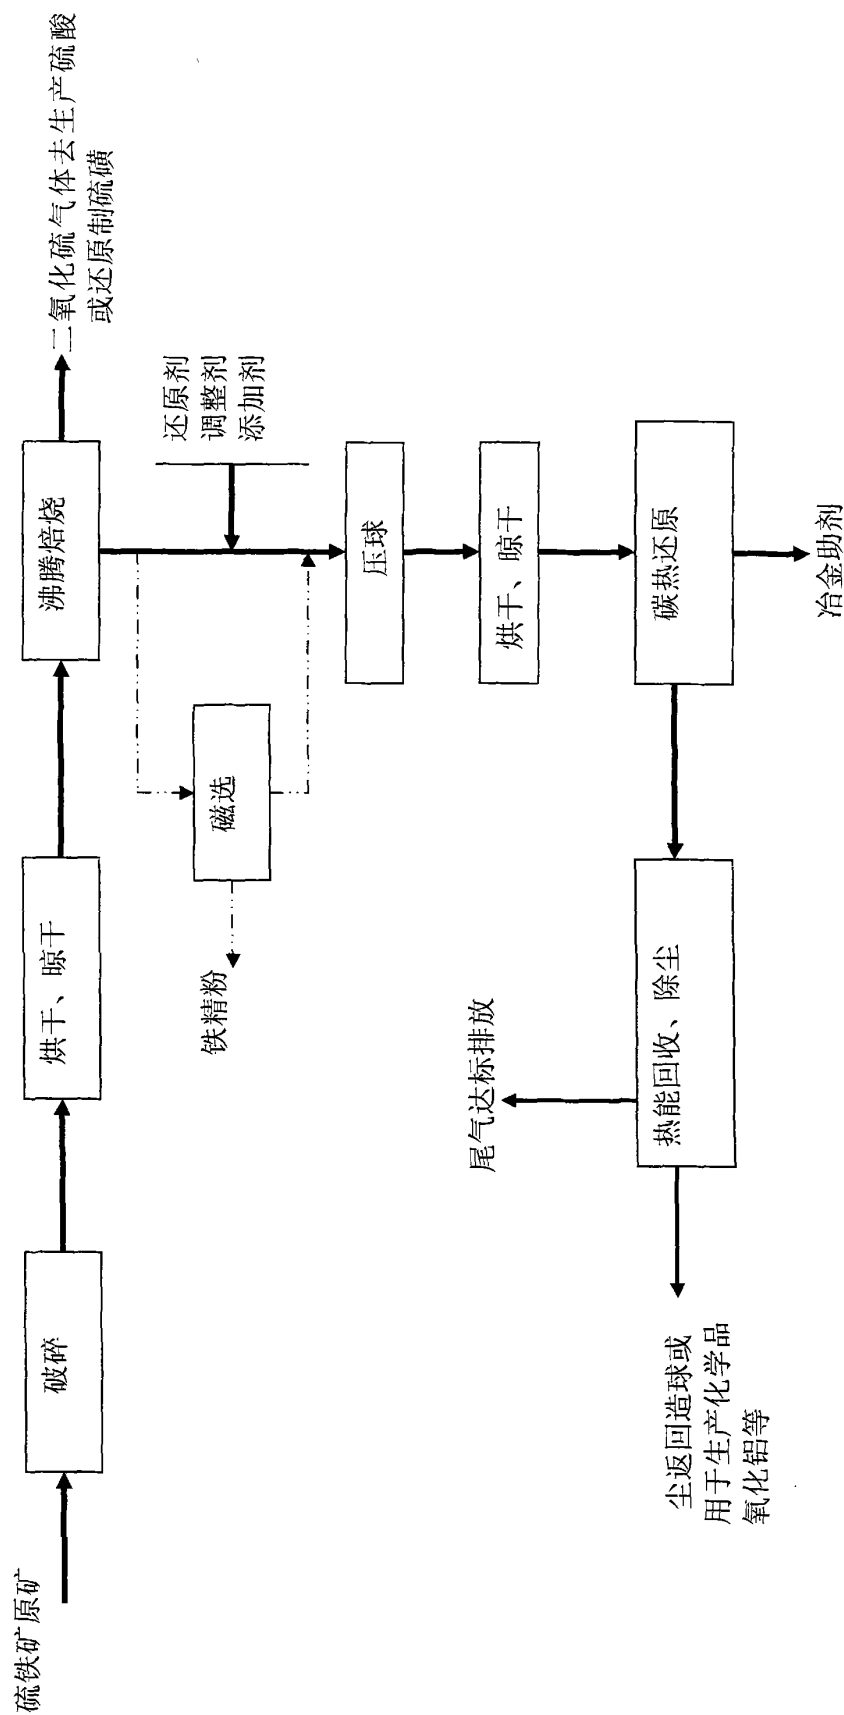 硫铁矿原矿
破碎
烘干、晾干
沸腾焙烧
二氧化硫气体去生产硫酸
或还原制硫磺
还原剂
调整剂
添加剂
磁选
铁精粉
压球
烘干、晾干
碳热还原
冶金助剂
热能回收、除尘
尾气达标排放
尘返回造球或
用于生产化学品
氧化铝等